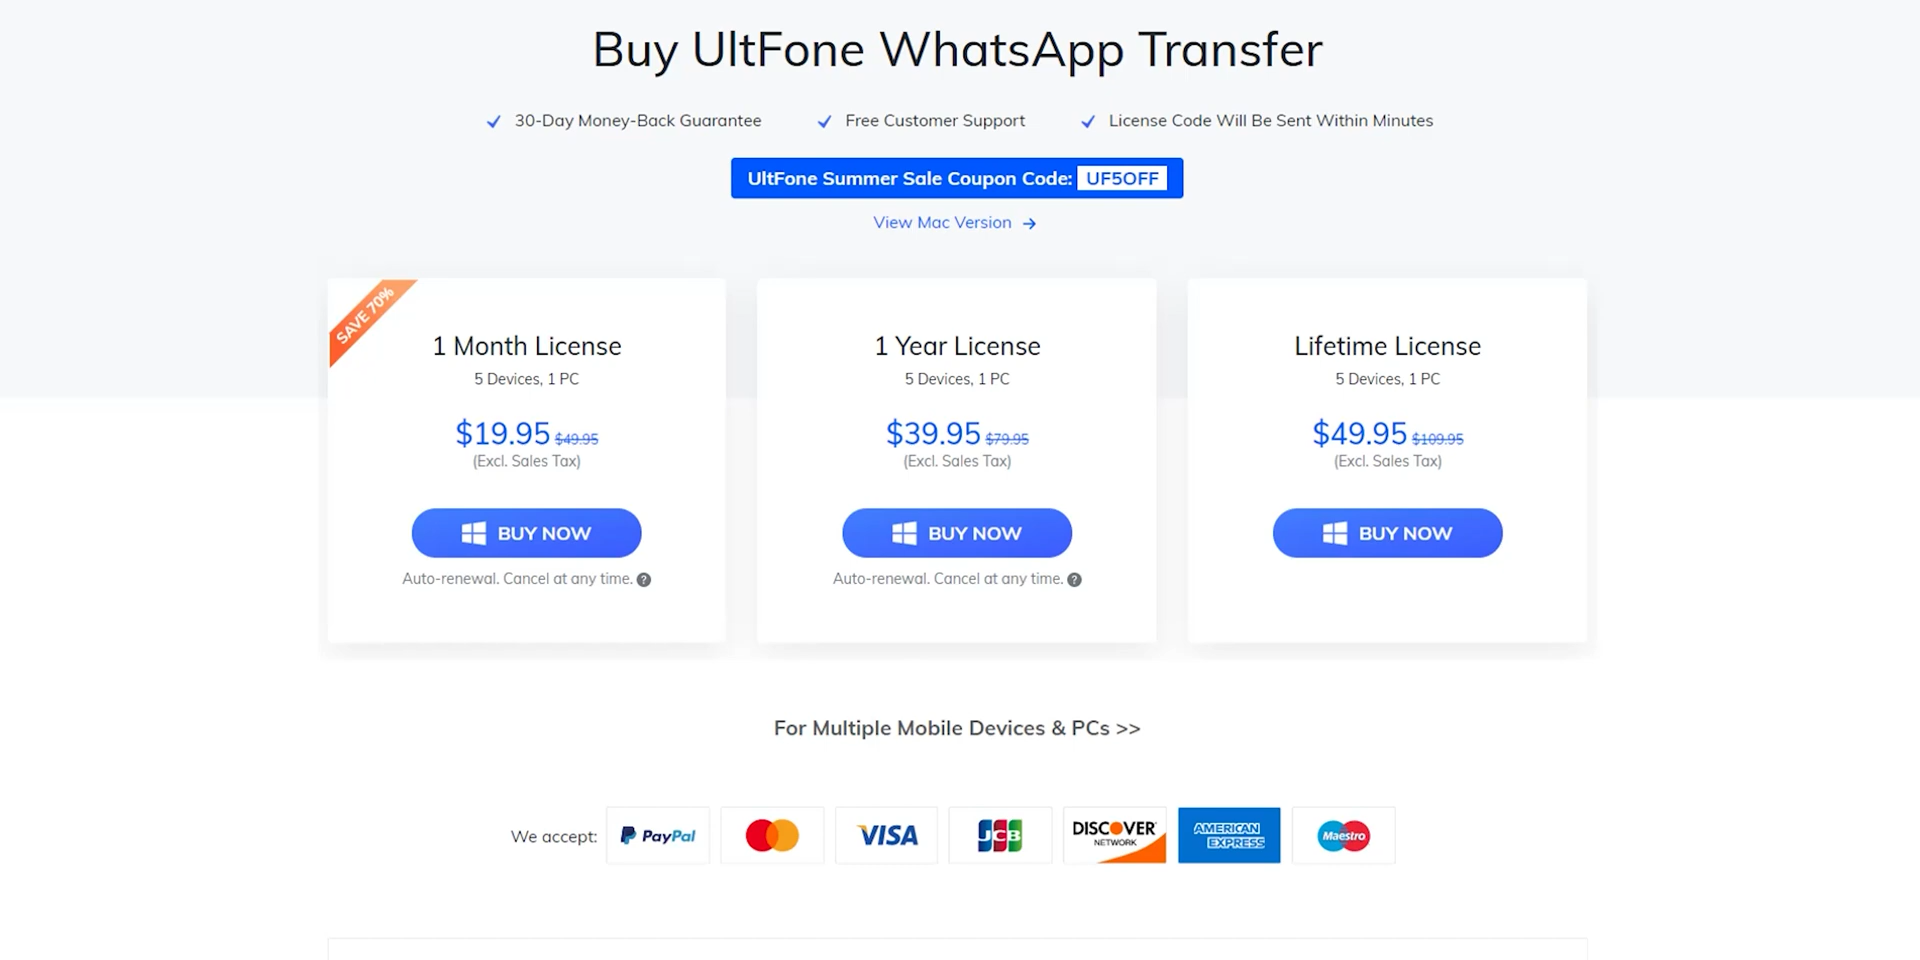 Buy UltFone WhatsApp Transfer
30-Day Money-Back Guarantee
Free Customer Support
License Code Will Be Sent Within Minutes
UltFone Summer Sale Coupon Code: UF5OFF
View Mac Version
SAVE 70%
1 Month License
5 Devices, 1 PC
$19.95 $49.95
(Excl. Sales Tax)
BUY NOW
Auto-renewal. Cancel at any time. ?
1 Year License
5 Devices, 1 PC
$39.95 $79.95
(Excl. Sales Tax)
BUY NOW
Auto-renewal. Cancel at any time. ?
Lifetime License
5 Devices, 1 PC
$49.95 $109.95
(Excl. Sales Tax)
BUY NOW
For Multiple Mobile Devices & PCs >>
We accept:
PayPal
VISA
JCB
DISCOVER
NETWORK
AMERICAN
EXPRESS
Maestro